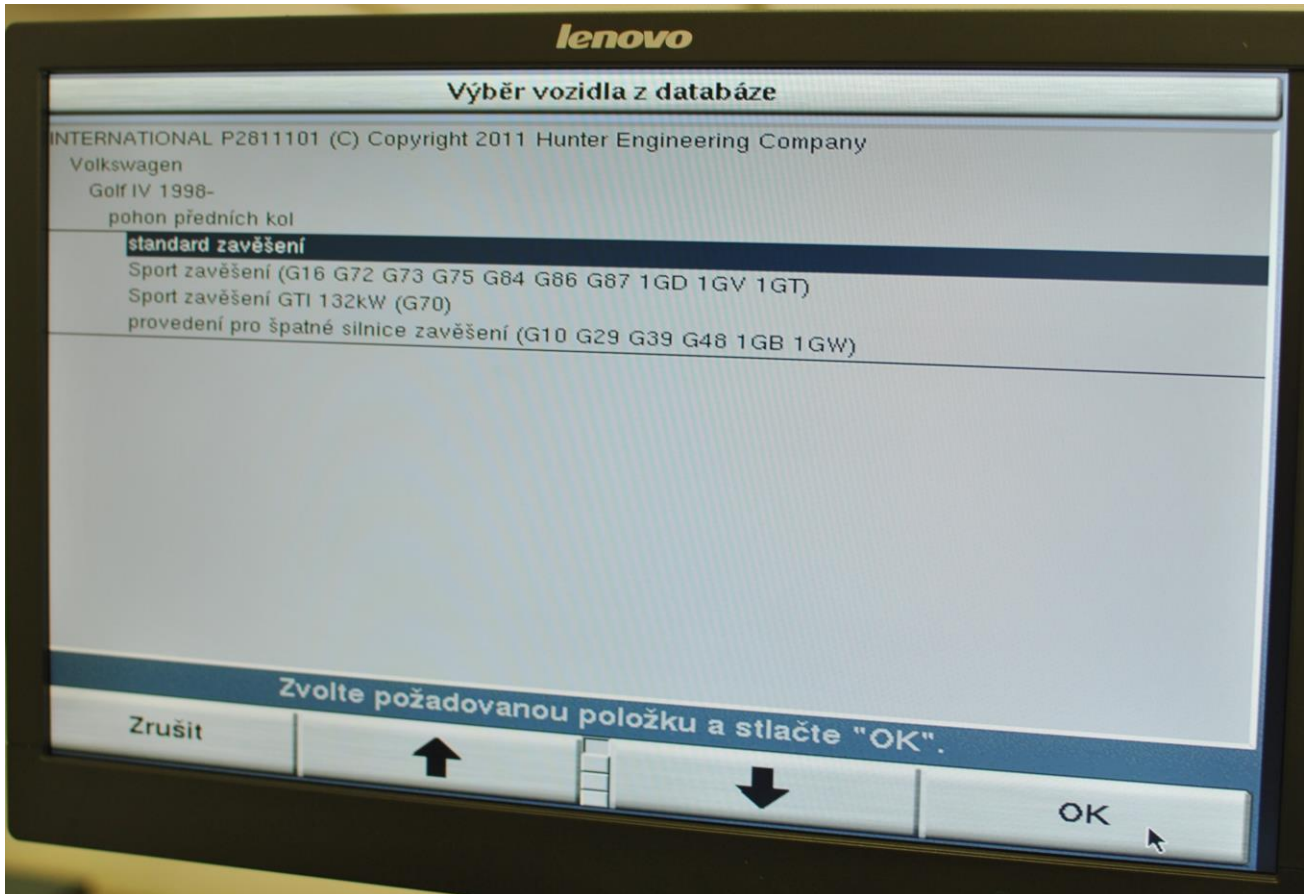 lenovo
Výběr vozidla z databáze
INTERNATIONAL P2811101 (C) Copyright 2011 Hunter Engineering Company
Volkswagen
Golf IV 1998-
pohon předních kol
standard zavěšení
Sport zavěšení (G16 G72 G73 G75 G84 G86 G87 1GD 1GV 1GT)
Sport zavěšení GTI 132kW (G70)
provedení pro špatné silnice zavěšení (G10 G29 G39 G48 1GB 1GW)
Zvolte požadovanou položku a stlačte "OK".
Zrušit
OK